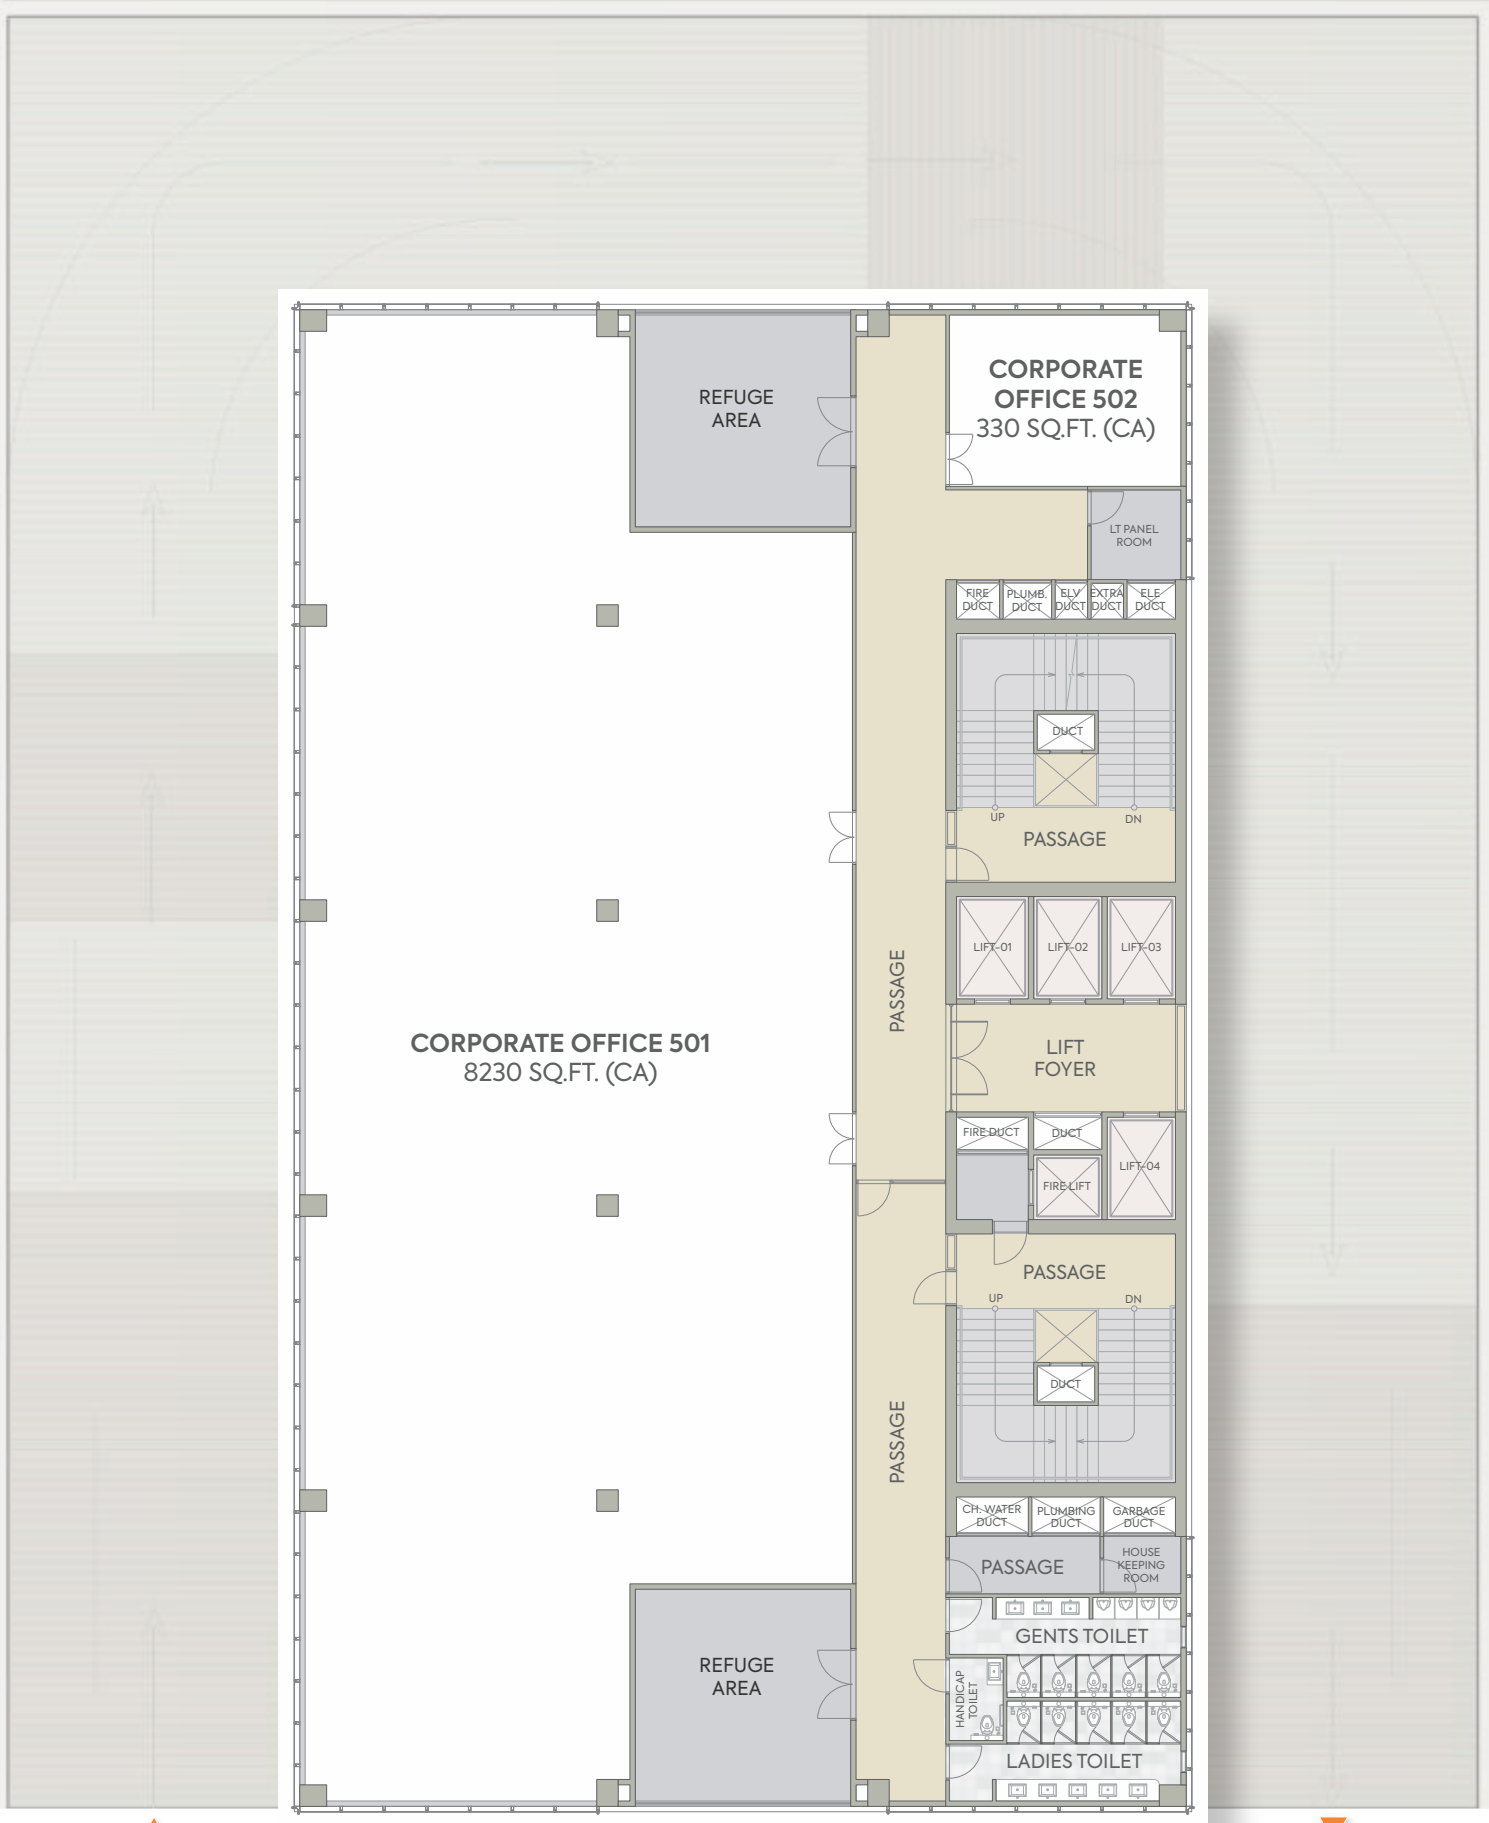 REFUGE
AREA
CORPORATE
OFFICE 502
330 SQ.FT. (CA)
LT PANEL
ROOM
FIRE
DUCT
PLUMB.
DUCT
ELV
DUCT
EXTRA
DUCT
ELE
DUCT
DUCT
UP
DN
PASSAGE
LIFT-01
LIFT-02
LIFT-03
PASSAGE
CORPORATE OFFICE 501
8230 SQ.FT. (CA)
LIFT
FOYER
FIRE DUCT
DUCT
LIFT-04
FIRE LIFT
PASSAGE
UP
DN
DUCT
PASSAGE
CH. WATER
DUCT
PLUMBING
DUCT
GARBAGE
DUCT
PASSAGE
HOUSE
KEEPING
ROOM
GENTS TOILET
REFUGE
AREA
HANDICAP
TOILET
LADIES TOILET